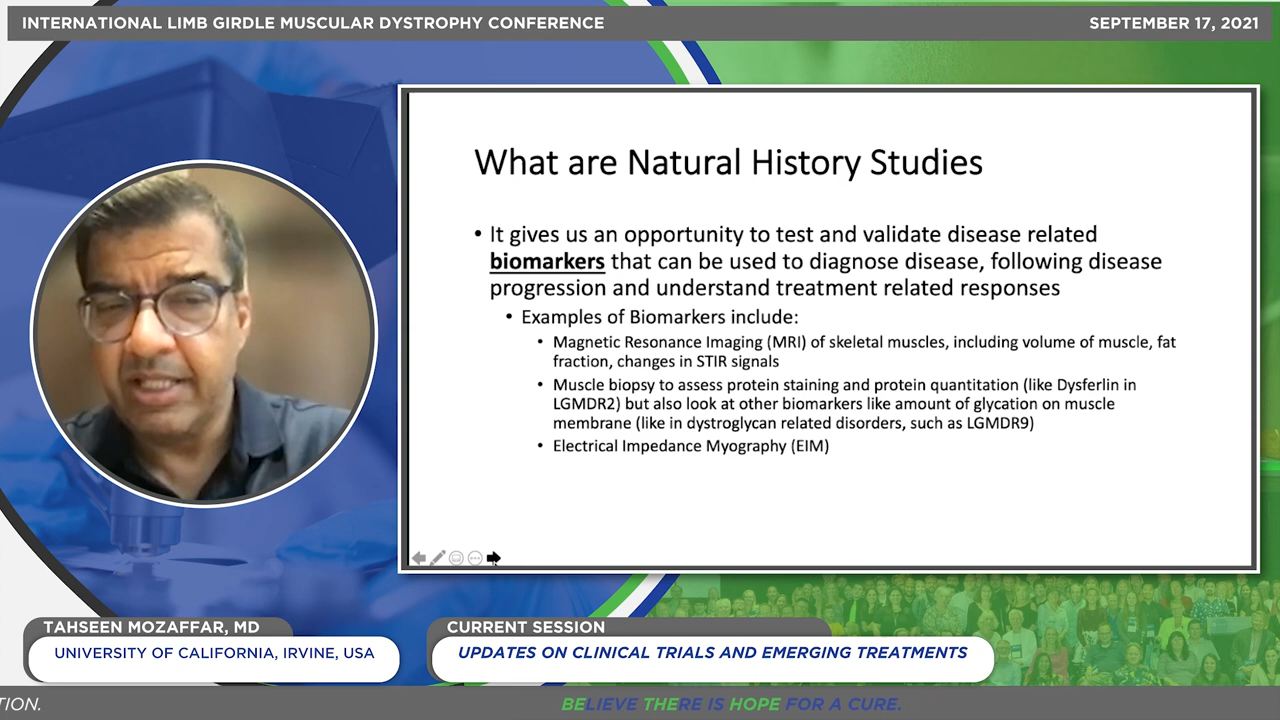 INTERNATIONAL LIMB GIRDLE MUSCULAR DYSTROPHY CONFERENCE
SEPTEMBER 17, 2021
What are Natural History Studies
• It gives us an opportunity to test and validate disease related
biomarkers that can be used to diagnose disease, following disease
progression and understand treatment related responses
• Examples of Biomarkers include:
• Magnetic Resonance Imaging (MRI) of skeletal muscles, including volume of muscle, fat
fraction, changes in STIR signals
• Muscle biopsy to assess protein staining and protein quantitation (like Dysferlin in
LGMDR2) but also look at other biomarkers like amount of glycation on muscle
membrane (like in dystroglycan related disorders, such as LGMDR9)
• Electrical Impedance Myography (EIM)
TAHSEEN MOZAFFAR, MD
UNIVERSITY OF CALIFORNIA, IRVINE, USA
CURRENT SESSION
UPDATES ON CLINICAL TRIALS AND EMERGING TREATMENTS
TION.
BELIEVE THERE IS HOPE FOR A CURE.